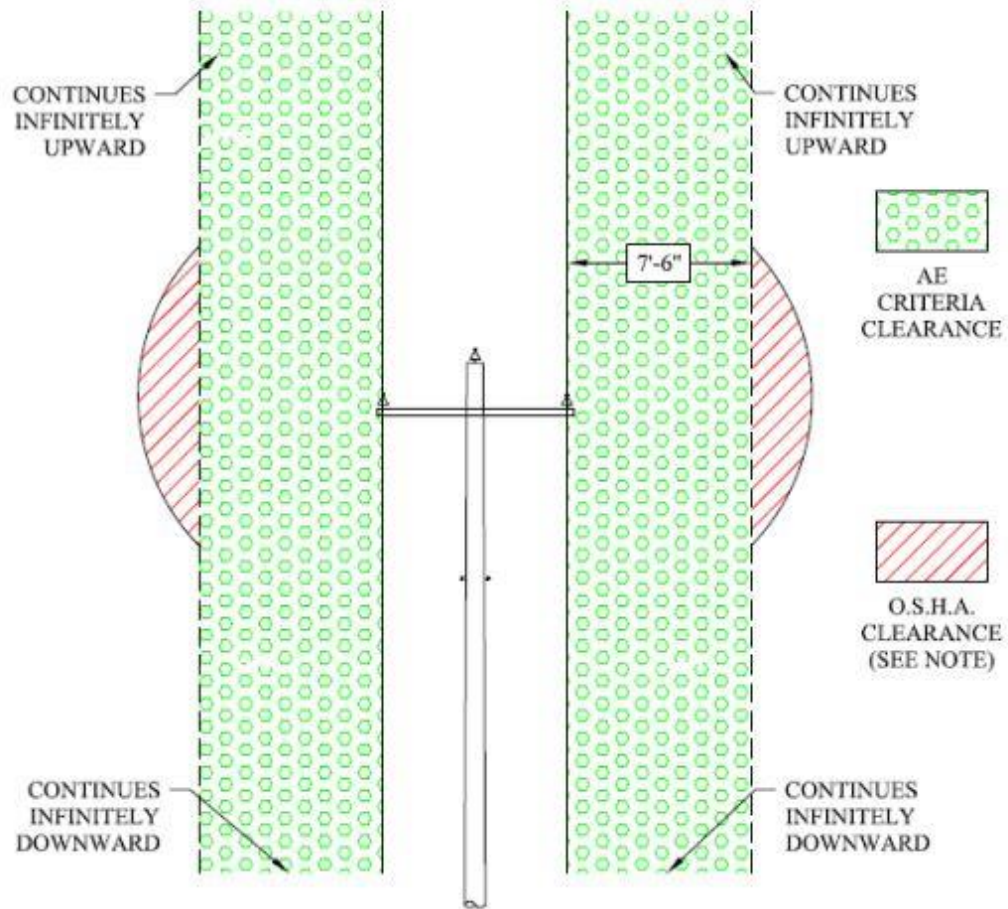 CONTINUES
INFINITELY
UPWARD
CONTINUES
INFINITELY
UPWARD
7'-6"
AE
CRITERIA
CLEARANCE
O.S.H.A.
CLEARANCE
(SEE NOTE)
CONTINUES
INFINITELY
DOWNWARD
CONTINUES
INFINITELY
DOWNWARD